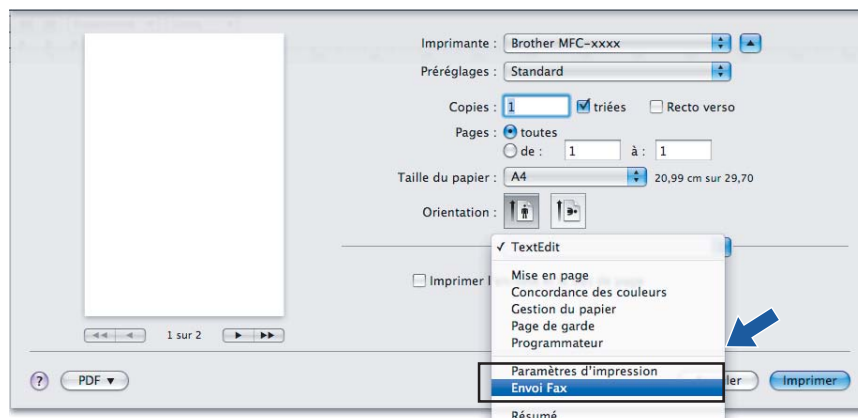 Imprimante : Brother MFC-xxxx
Préréglages : Standard
Copies : 1 triées Recto verso
Pages : toutes
de : 1 à : 1
Taille du papier : A4 20,99 cm sur 29,70
Orientation :
✓ TextEdit
Imprimer
Mise en page
Concordance des couleurs
Gestion du papier
Page de garde
Programmateur
1 sur 2
Paramètres d'impression
Envoi Fax
? PDF ▼ ler Imprimer
Résumé